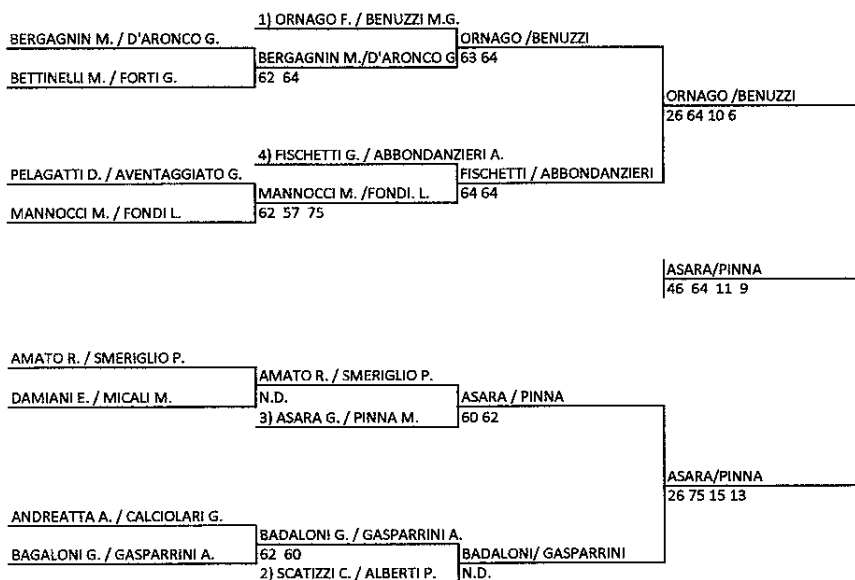 1) ORNAGO F. / BENUZZI M.G.
BERGAGNIN M. / D'ARONCO G.
ORNAGO /BENUZZI
BERGAGNIN M./D'ARONCO G
63 64
BETTINELLI M. / FORTI G.
62 64
ORNAGO /BENUZZI
26 64 10 6
4) FISCHETTI G. / ABBONDANZIERI A.
PELAGATTI D. / AVENTAGGIATO G.
FISCHETTI / ABBONDANZIERI
MANNOCCI M. /FONDI. L.
64 64
MANNOCCI M. / FONDI L.
62 57 75
ASARA/PINNA
46 64 11 9
AMATO R. / SMERIGLIO P.
AMATO R. / SMERIGLIO P.
DAMIANI E. / MICALI M.
N.D.
ASARA / PINNA
3) ASARA G. / PINNA M.
60 62
ASARA/PINNA
26 75 15 13
ANDREATTA A. / CALCIOLARI G.
BADALONI G. / GASPARRINI A.
BAGALONI G. / GASPARRINI A.
62 60
BADALONI/ GASPARRINI
2) SCATIZZI C. / ALBERTI P.
N.D.